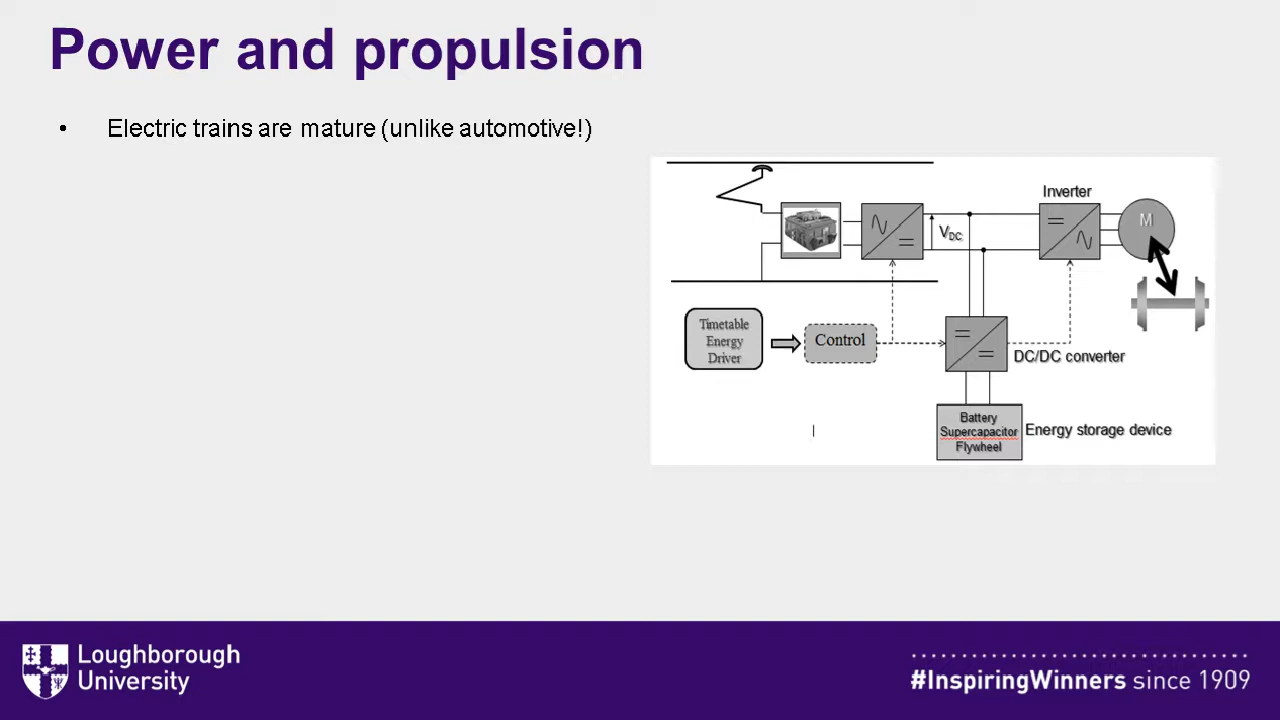 Power and propulsion
• Electric trains are mature (unlike automotive!)
Inverter
M
VDC
Timetable
Energy
Driver
Control
DC/DC converter
Battery
Supercapacitor
Flywheel
Energy storage device
Loughborough
University
#InspiringWinners since 1909